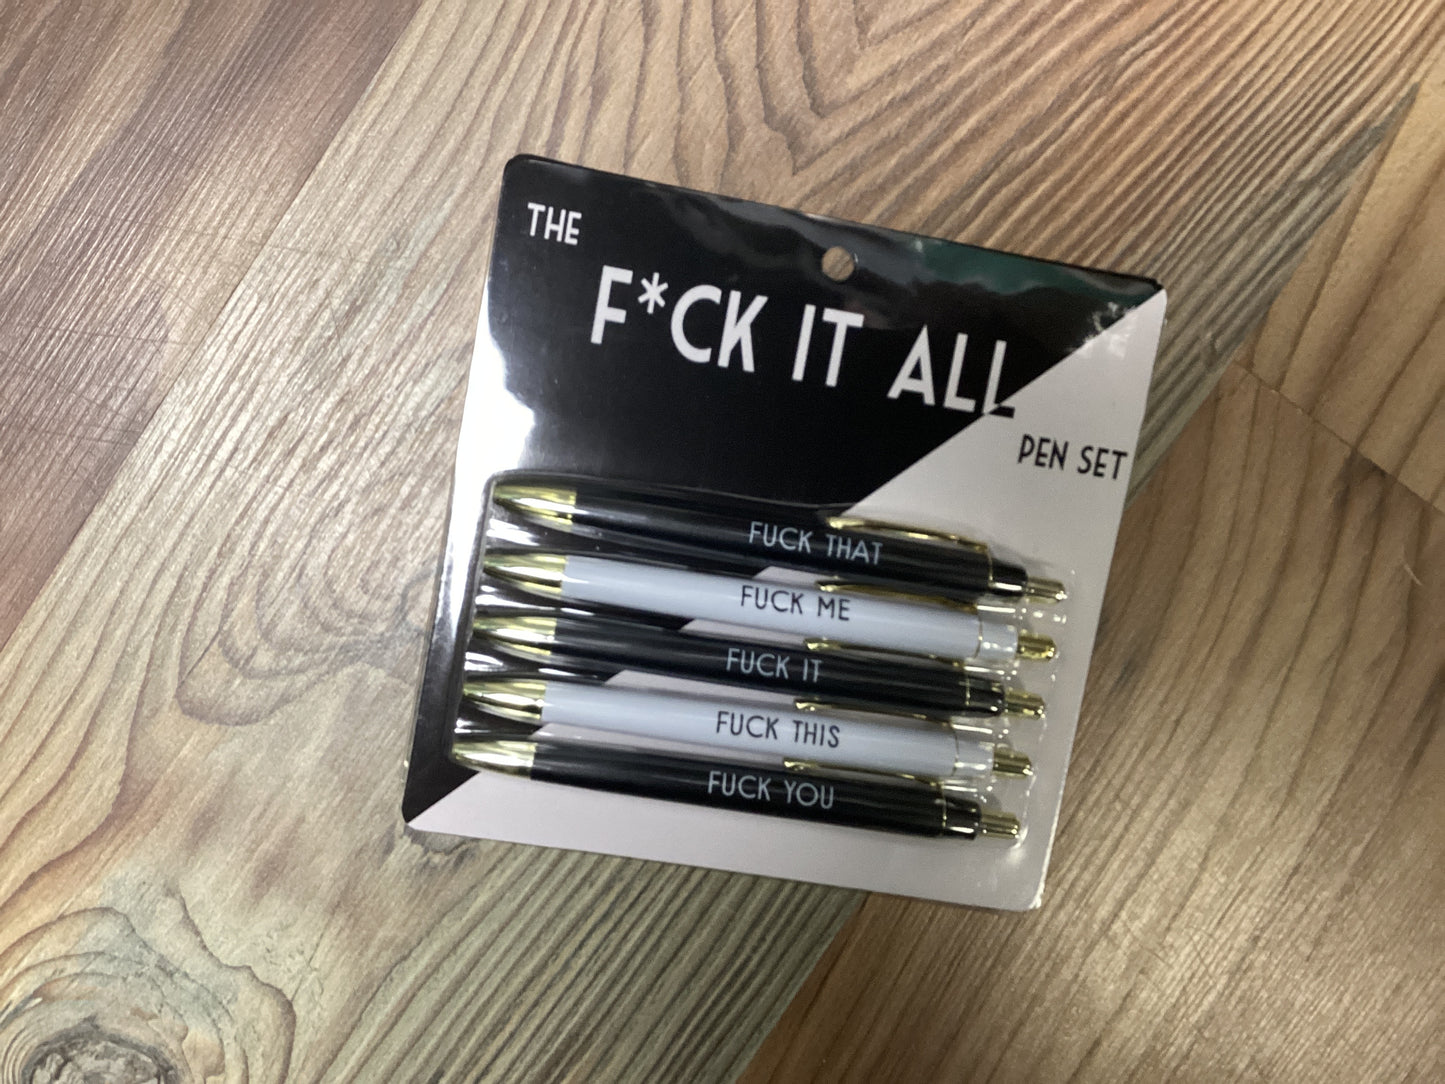 THE
F*CK IT ALL
PEN SET
FUCK THAT
FUCK ME
FUCK IT
FUCK THIS
FUCK YOU